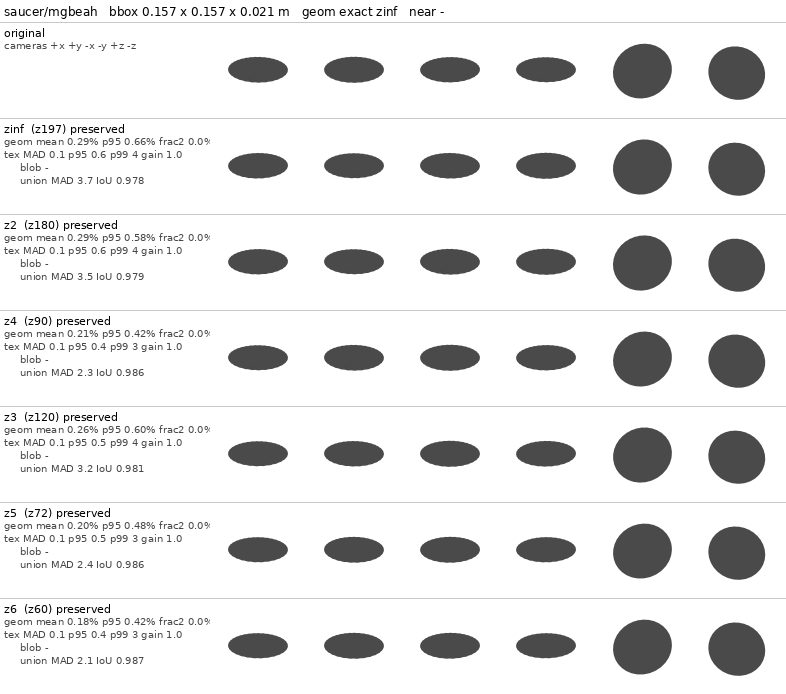 saucer/mgbeah bbox 0.157 x 0.157 x 0.021 m geom exact zinf near -
original
cameras +x +y -x -y +z -z
zinf (z197) preserved
geom mean 0.29% p95 0.66% frac2 0.0%
tex MAD 0.1 p95 0.6 p99 4 gain 1.0
blob -
union MAD 3.7 IoU 0.978
z2 (z180) preserved
geom mean 0.29% p95 0.58% frac2 0.0%
tex MAD 0.1 p95 0.6 p99 4 gain 1.0
blob -
union MAD 3.5 IoU 0.979
z4 (z90) preserved
geom mean 0.21% p95 0.42% frac2 0.0%
tex MAD 0.1 p95 0.4 p99 3 gain 1.0
blob -
union MAD 2.3 IoU 0.986
z3 (z120) preserved
geom mean 0.26% p95 0.60% frac2 0.0%
tex MAD 0.1 p95 0.5 p99 4 gain 1.0
blob -
union MAD 3.2 IoU 0.981
z5 (z72) preserved
geom mean 0.20% p95 0.48% frac2 0.0%
tex MAD 0.1 p95 0.5 p99 3 gain 1.0
blob -
union MAD 2.4 IoU 0.986
z6 (z60) preserved
geom mean 0.18% p95 0.42% frac2 0.0%
tex MAD 0.1 p95 0.4 p99 3 gain 1.0
blob -
union MAD 2.1 IoU 0.987